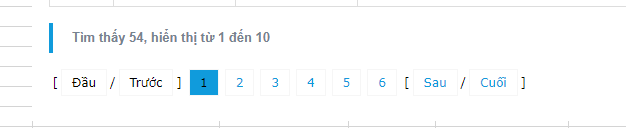 Tìm thấy 54, hiển thị từ 1 đến 10
[ Đầu / Trước ] 1 2 3 4 5 6 [ Sau / Cuối ]